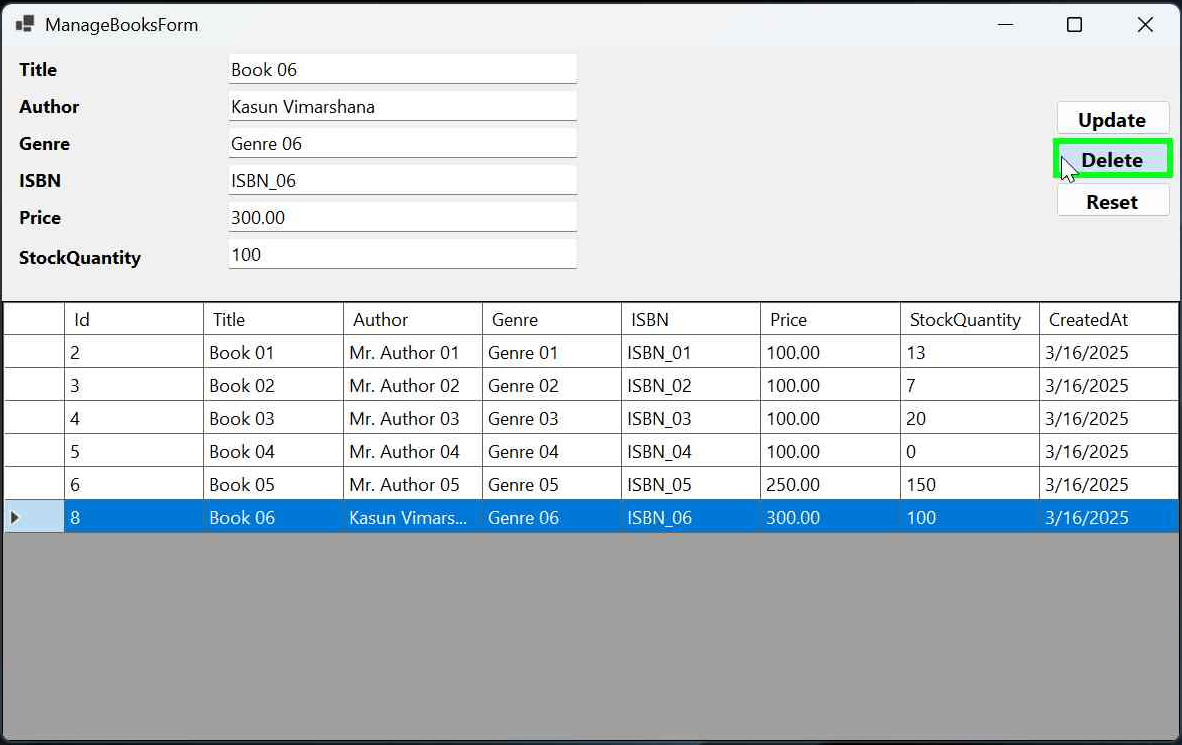 ManageBooksForm
Title Book 06
Author Kasun Vimarshana
Genre Genre 06
ISBN ISBN_06
Price 300.00
StockQuantity 100
Update
Delete
Reset
Id Title Author Genre ISBN Price StockQuantity CreatedAt
2 Book 01 Mr. Author 01 Genre 01 ISBN_01 100.00 13 3/16/2025
3 Book 02 Mr. Author 02 Genre 02 ISBN_02 100.00 7 3/16/2025
4 Book 03 Mr. Author 03 Genre 03 ISBN_03 100.00 20 3/16/2025
5 Book 04 Mr. Author 04 Genre 04 ISBN_04 100.00 0 3/16/2025
6 Book 05 Mr. Author 05 Genre 05 ISBN_05 250.00 150 3/16/2025
8 Book 06 Kasun Vimars... Genre 06 ISBN_06 300.00 100 3/16/2025